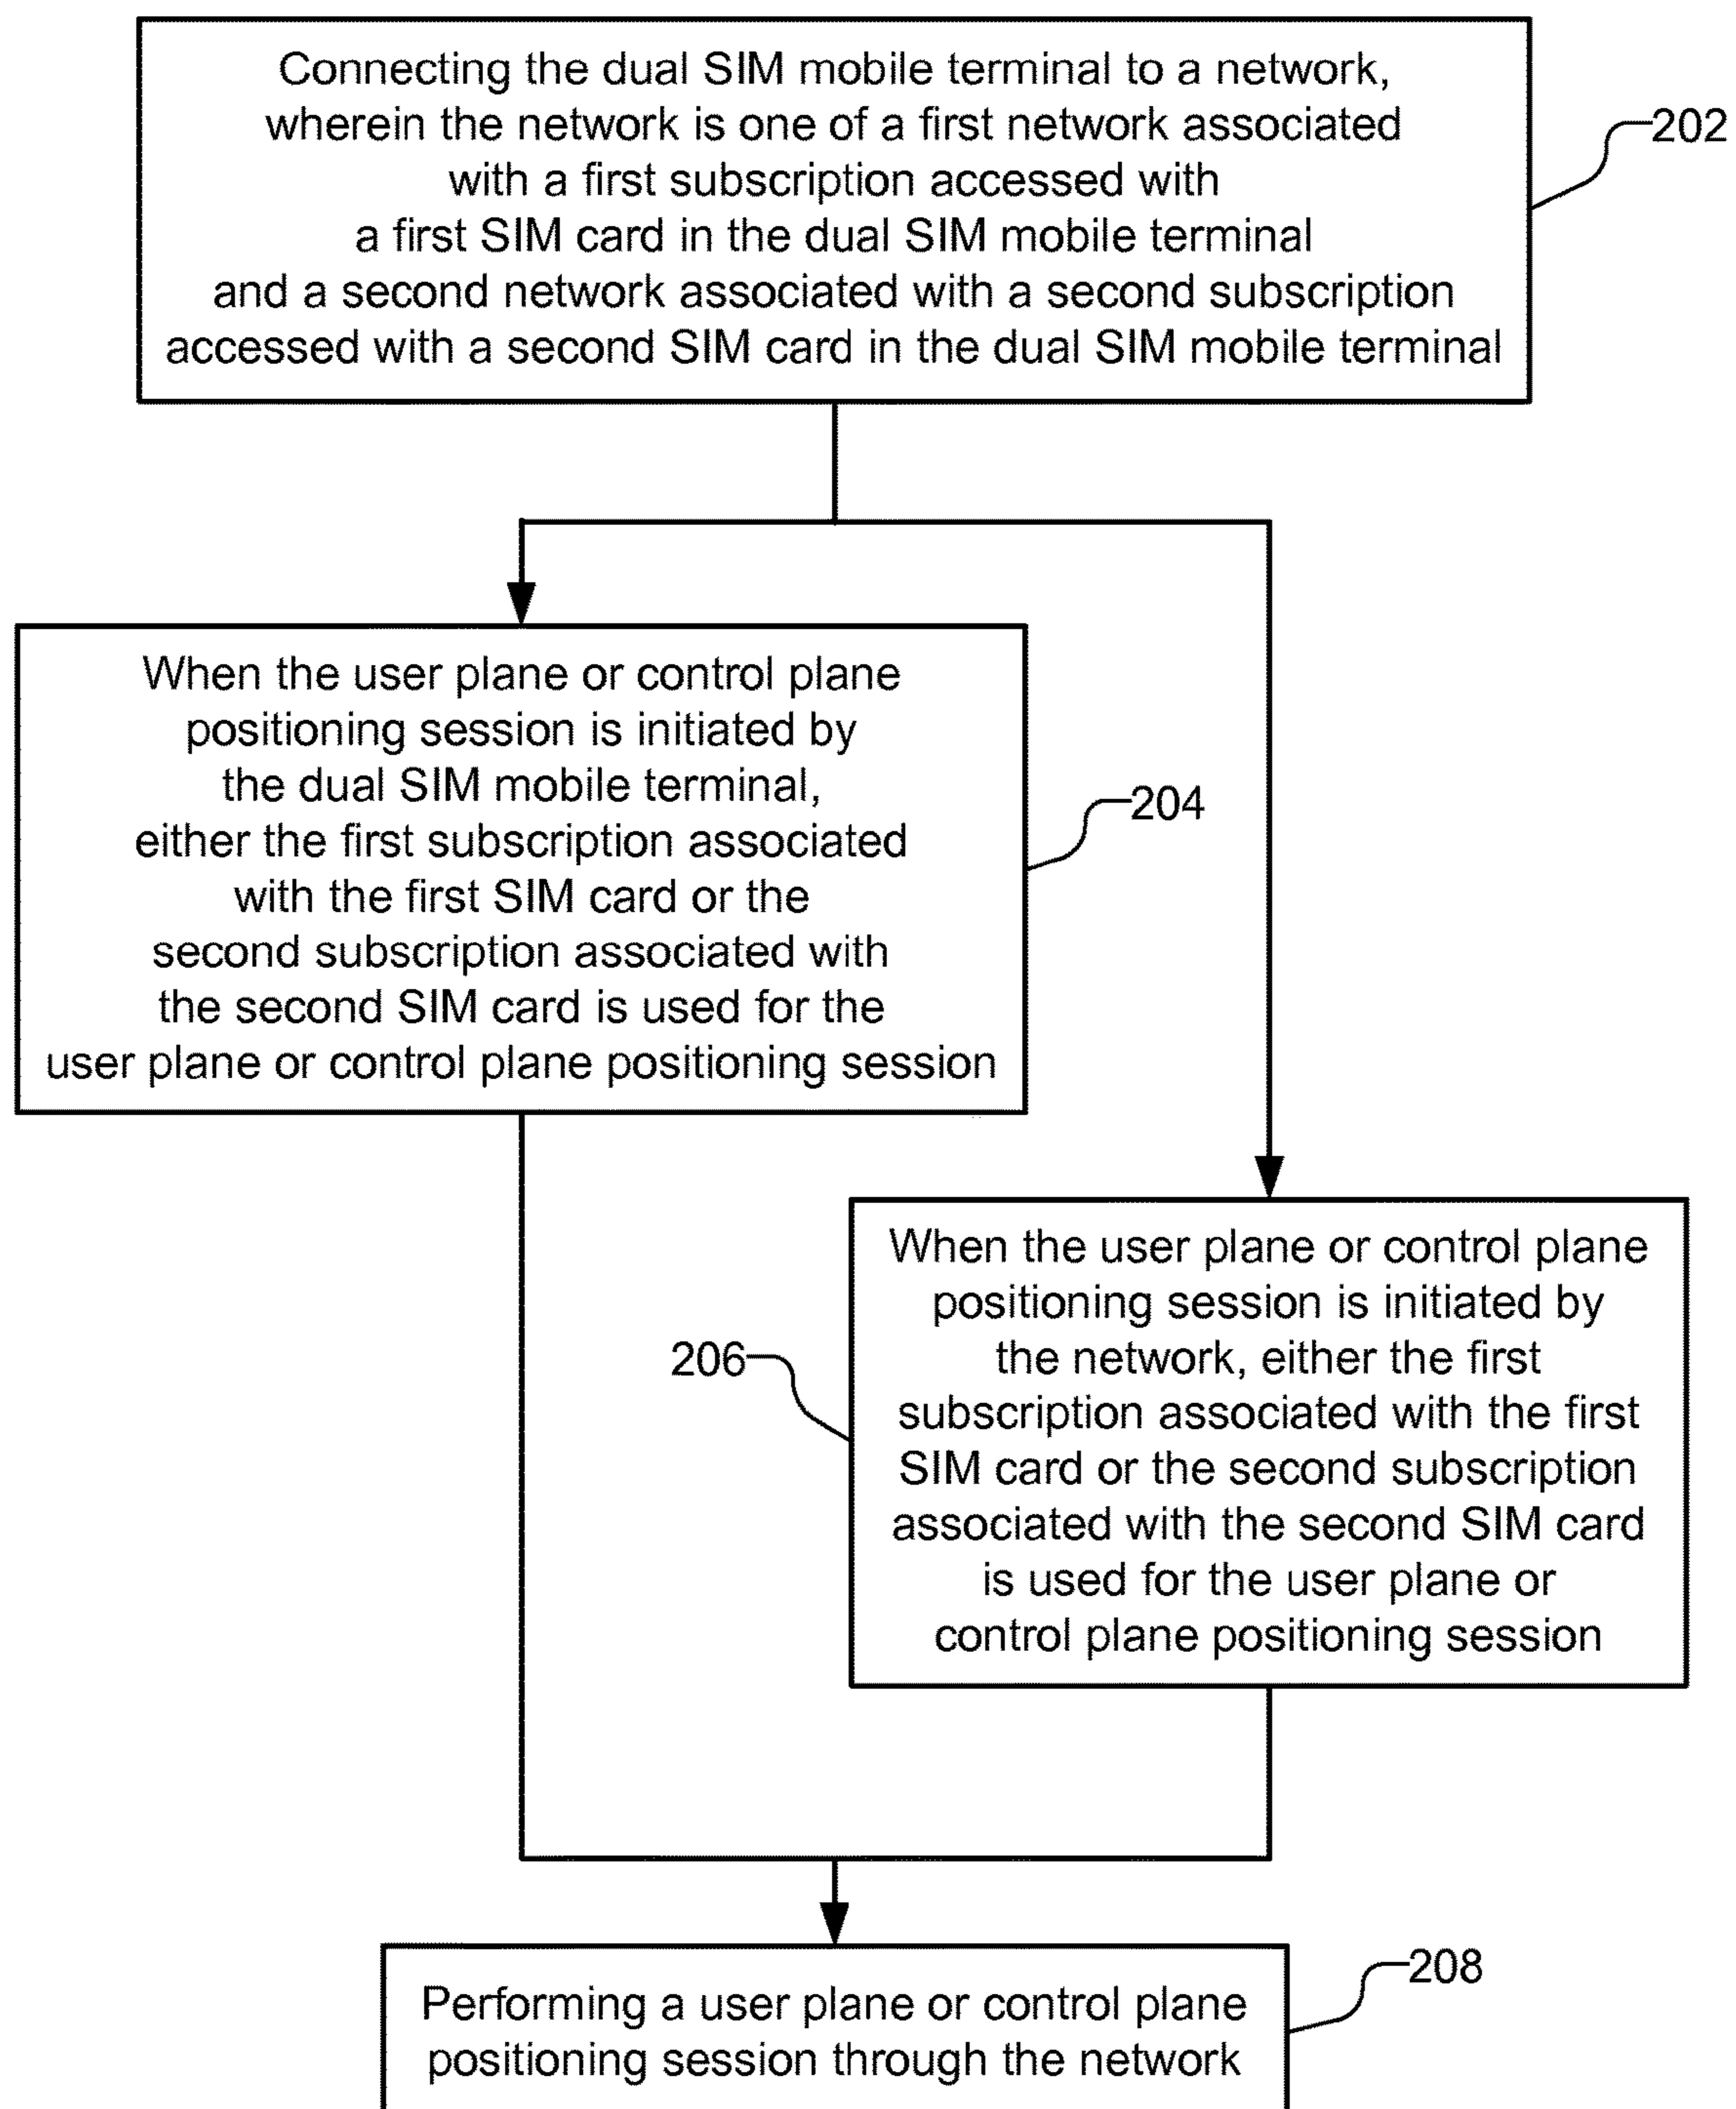 Connecting the dual SIM mobile terminal to a network,
wherein the network is one of a first network associated
with a first subscription accessed with
a first SIM card in the dual SIM mobile terminal
and a second network associated with a second subscription
accessed with a second SIM card in the dual SIM mobile terminal
202
When the user plane or control plane
positioning session is initiated by
the dual SIM mobile terminal,
either the first subscription associated
with the first SIM card or the
second subscription associated with
the second SIM card is used for the
user plane or control plane positioning session
204
When the user plane or control plane
positioning session is initiated by
the network, either the first
subscription associated with the first
SIM card or the second subscription
associated with the second SIM card
is used for the user plane or
control plane positioning session
206
Performing a user plane or control plane
positioning session through the network
208